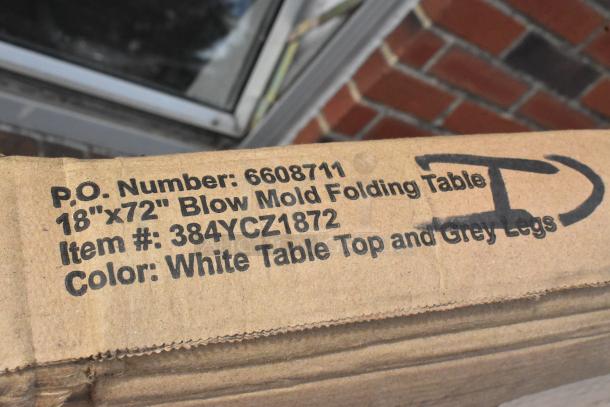 P.O. Number: 6608711
18"x72" Blow Mold Folding Table
Item #: 384YCZ1872
Color: White Table Top and Grey Legs